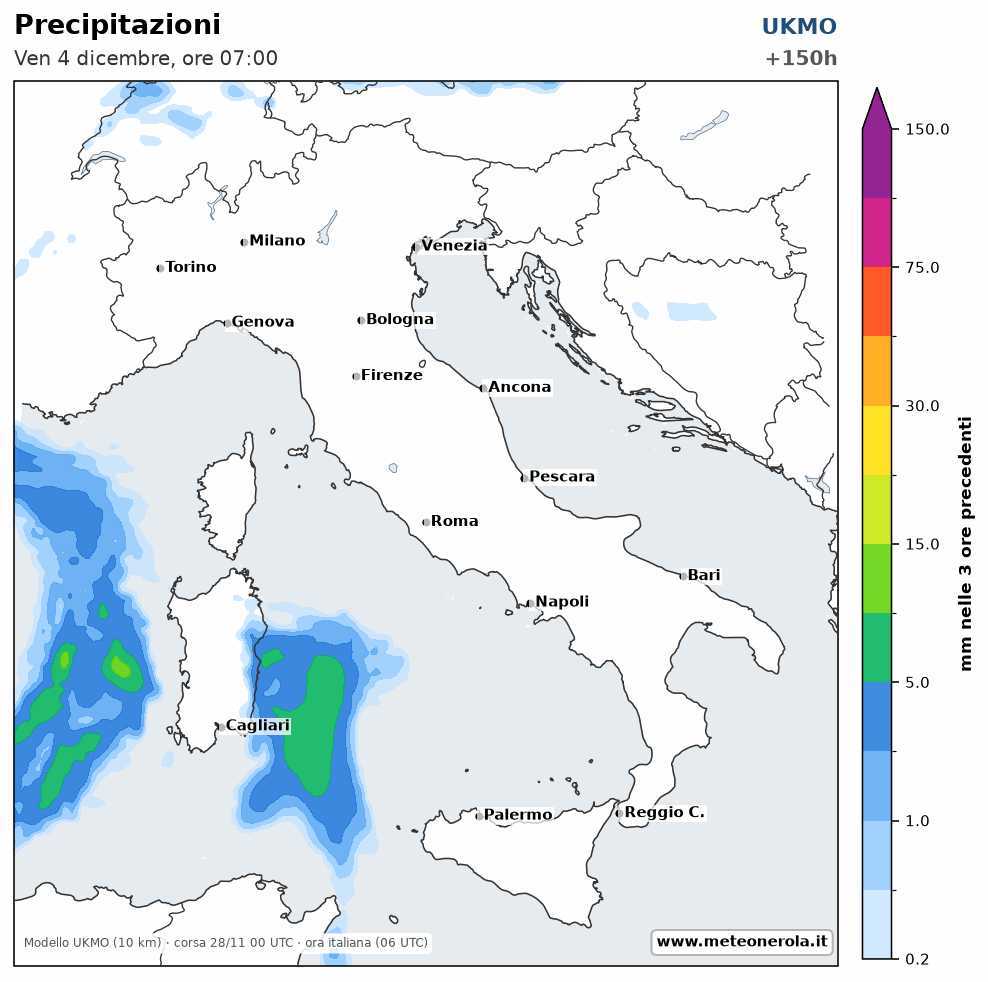 Precipitazioni
UKMO
Ven 4 dicembre, ore 07:00
+150h
150.0
75.0
30.0
15.0
5.0
1.0
0.2
mm nelle 3 ore precedenti
Milano
Venezia
Torino
Genova
Bologna
Firenze
Ancona
Pescara
Roma
Bari
Napoli
Cagliari
Palermo
Reggio C.
Modello UKMO (10 km) · corsa 28/11 00 UTC · ora italiana (06 UTC)
www.meteonerola.it